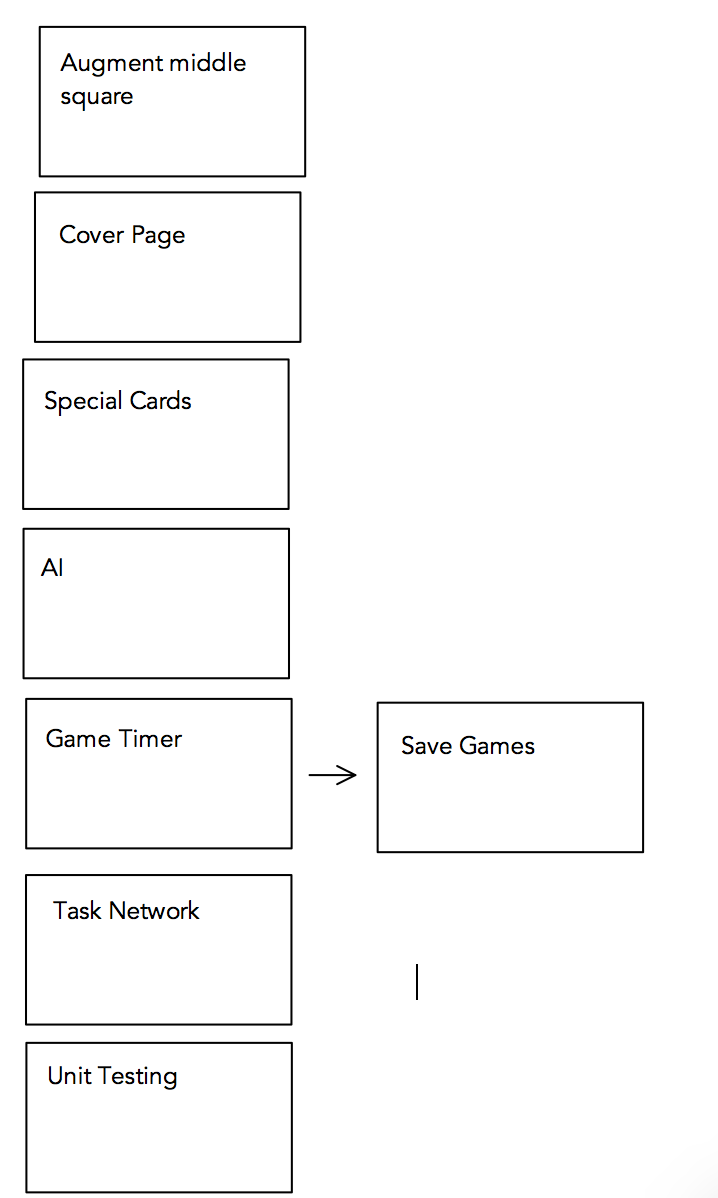 Augment middle
square
Cover Page
Special Cards
AI
Game Timer
Save Games
Task Network
Unit Testing